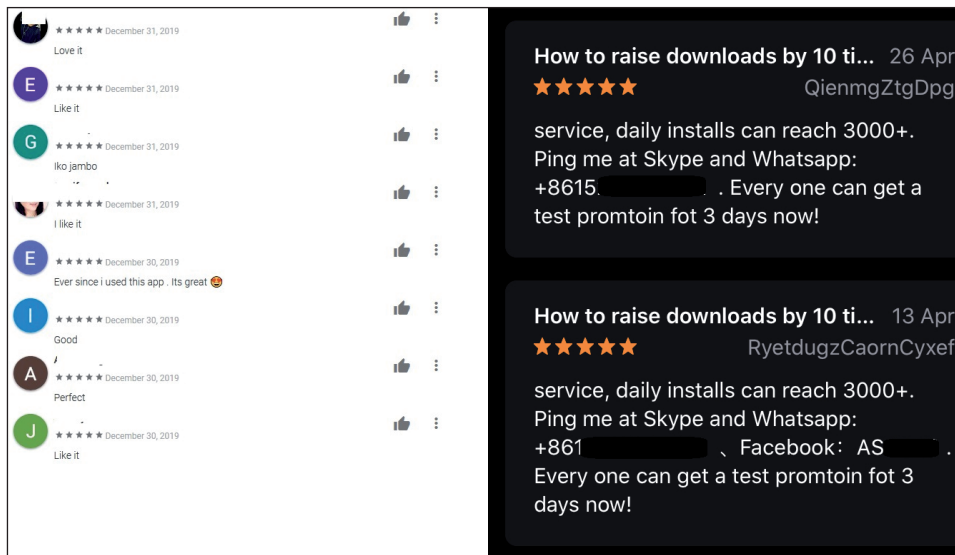 ★★★★★ December 31, 2019
Love it
E
★★★★★ December 31, 2019
Like it
G
★★★★★ December 31, 2019
Iko jambo
★★★★★ December 31, 2019
I like it
E
★★★★★ December 30, 2019
Ever since i used this app . Its great 🤩
I
★★★★★ December 30, 2019
Good
A
★★★★★ December 30, 2019
Perfect
J
★★★★★ December 30, 2019
Like it
How to raise downloads by 10 ti... 26 Apr
★★★★★ QienmgZtgDpg
service, daily installs can reach 3000+.
Ping me at Skype and Whatsapp:
+8615 . Every one can get a
test promtoin fot 3 days now!
How to raise downloads by 10 ti... 13 Apr
★★★★★ RyetdugzCaornCyxef
service, daily installs can reach 3000+.
Ping me at Skype and Whatsapp:
+861 、Facebook：AS .
Every one can get a test promtoin fot 3
days now!